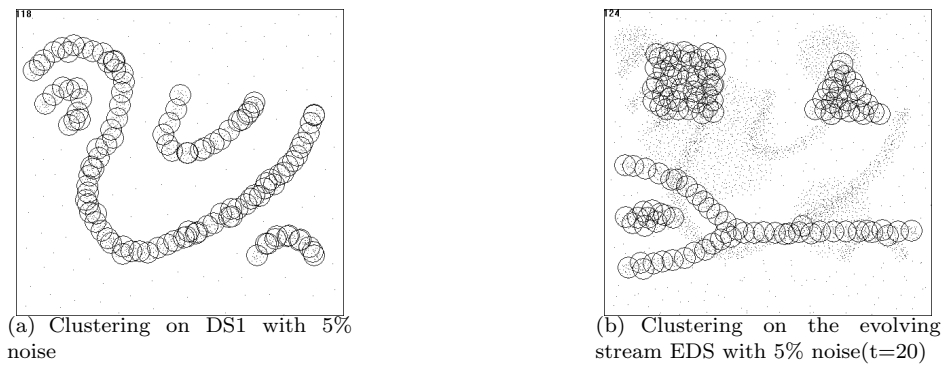 118
124
(a) Clustering on DS1 with 5%
noise
(b) Clustering on the evolving
stream EDS with 5% noise(t=20)